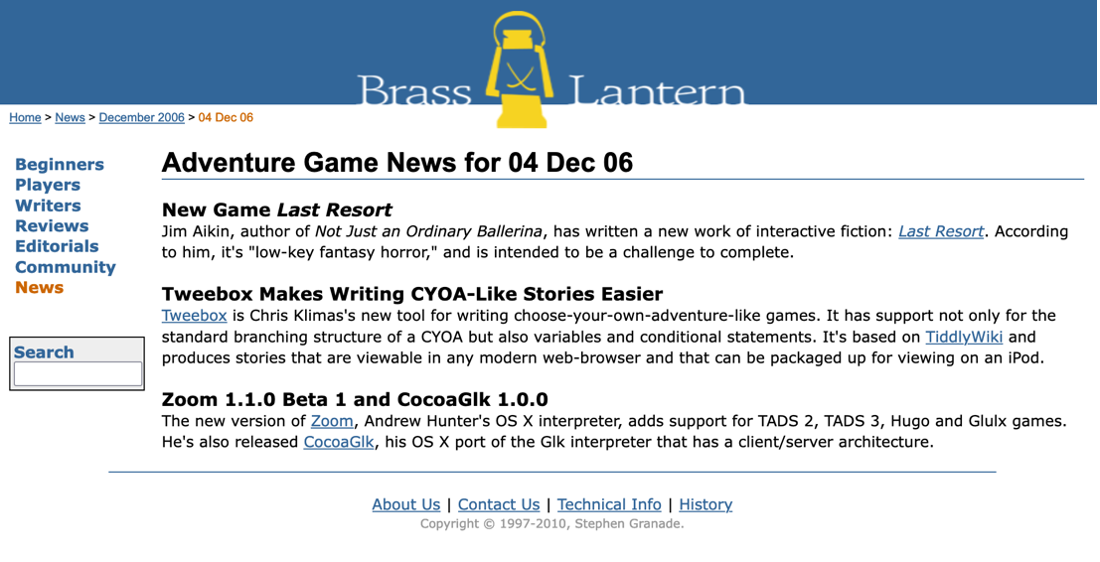 Brass Lantern
Home > News > December 2006 > 04 Dec 06
Beginners
Players
Writers
Reviews
Editorials
Community
News
Search
Adventure Game News for 04 Dec 06
New Game Last Resort
Jim Aikin, author of Not Just an Ordinary Ballerina, has written a new work of interactive fiction: Last Resort. According
to him, it's "low-key fantasy horror," and is intended to be a challenge to complete.
Tweebox Makes Writing CYOA-Like Stories Easier
Tweebox is Chris Klimas's new tool for writing choose-your-own-adventure-like games. It has support not only for the
standard branching structure of a CYOA but also variables and conditional statements. It's based on TiddlyWiki and
produces stories that are viewable in any modern web-browser and that can be packaged up for viewing on an iPod.
Zoom 1.1.0 Beta 1 and CocoaGlk 1.0.0
The new version of Zoom, Andrew Hunter's OS X interpreter, adds support for TADS 2, TADS 3, Hugo and Glulx games.
He's also released CocoaGlk, his OS X port of the Glk interpreter that has a client/server architecture.
About Us | Contact Us | Technical Info | History
Copyright © 1997-2010, Stephen Granade.